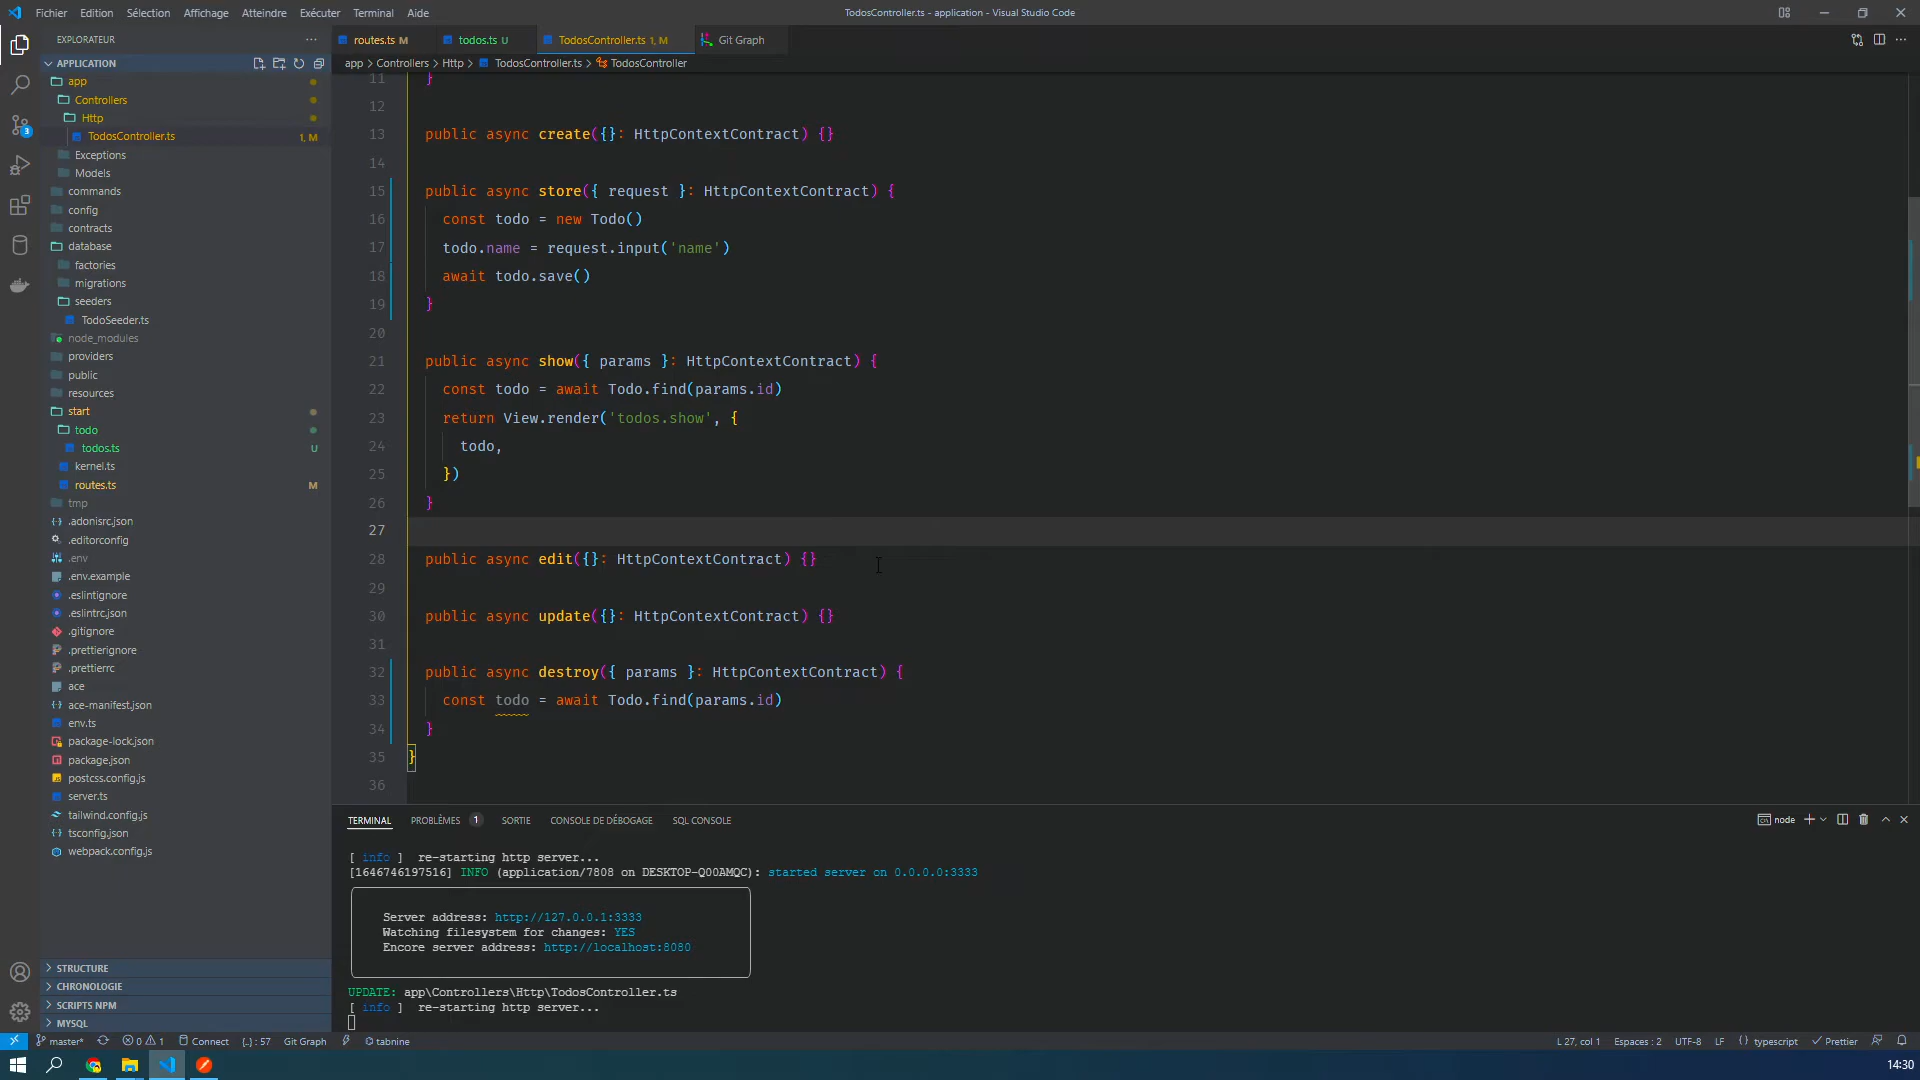 Fichier Edition Sélection Affichage Atteindre Exécuter Terminal Aide
TodosController.ts - application - Visual Studio Code
EXPLORATEUR
routes.ts M
todos.ts U
TodosController.ts 1, M
Git Graph
APPLICATION
app > Controllers > Http > TodosController.ts > TodosController
app
Controllers
Http
TodosController.ts 1, M
Exceptions
Models
commands
config
contracts
database
factories
migrations
seeders
TodoSeeder.ts
node_modules
providers
public
resources
start
todo
todos.ts U
kernel.ts
routes.ts M
tmp
.adonisrc.json
.editorconfig
.env
.env.example
.eslintignore
.eslintrc.json
.gitignore
.prettierignore
.prettierrc
ace
ace-manifest.json
env.ts
package-lock.json
package.json
postcss.config.js
server.ts
tailwind.config.js
tsconfig.json
webpack.config.js
STRUCTURE
CHRONOLOGIE
SCRIPTS NPM
MYSQL
11 }
12
13 public async create({}: HttpContextContract) {}
14
15 public async store({ request }: HttpContextContract) {
16 const todo = new Todo()
17 todo.name = request.input('name')
18 await todo.save()
19 }
20
21 public async show({ params }: HttpContextContract) {
22 const todo = await Todo.find(params.id)
23 return View.render('todos.show', {
24 todo,
25 })
26 }
27
28 public async edit({}: HttpContextContract) {}
29
30 public async update({}: HttpContextContract) {}
31
32 public async destroy({ params }: HttpContextContract) {
33 const todo = await Todo.find(params.id)
34 }
35 }
36
TERMINAL PROBLÈMES 1 SORTIE CONSOLE DE DÉBOGAGE SQL CONSOLE
node
[ info ] re-starting http server...
[1646746197516] INFO (application/7808 on DESKTOP-Q00AMQC): started server on 0.0.0.0:3333
Server address: http://127.0.0.1:3333
Watching filesystem for changes: YES
Encore server address: http://localhost:8080
UPDATE: app\Controllers\Http\TodosController.ts
[ info ] re-starting http server...
3
master* 0 1 Connect {..} : 57 Git Graph tabnine
L 27, col 1 Espaces : 2 UTF-8 LF {} typescript Prettier
14:30